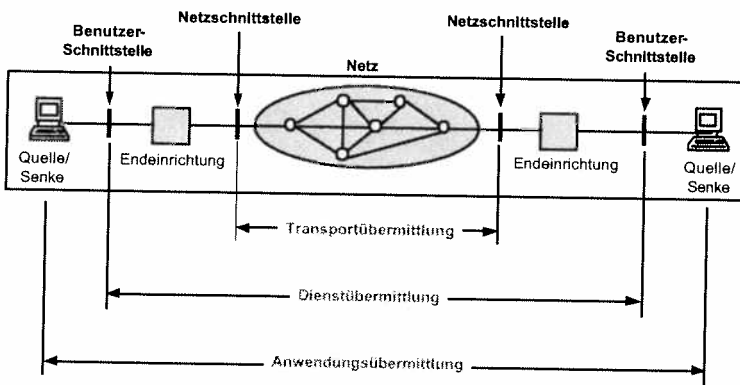 Benutzer-
Schnittstelle
Netzschnittstelle
Netzschnittstelle
Benutzer-
Schnittstelle
Netz
Quelle/
Senke
Endeinrichtung
Endeinrichtung
Quelle/
Senke
Transportübermittlung
Dienstübermittlung
Anwendungsübermittlung